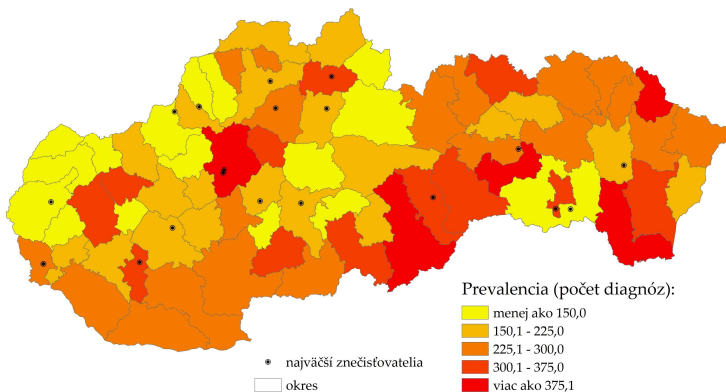 Prevalencia (počet diagnóz):
menej ako 150,0
150,1 - 225,0
225,1 - 300,0
300,1 - 375,0
viac ako 375,1
najväčší znečisťovatelia
okres